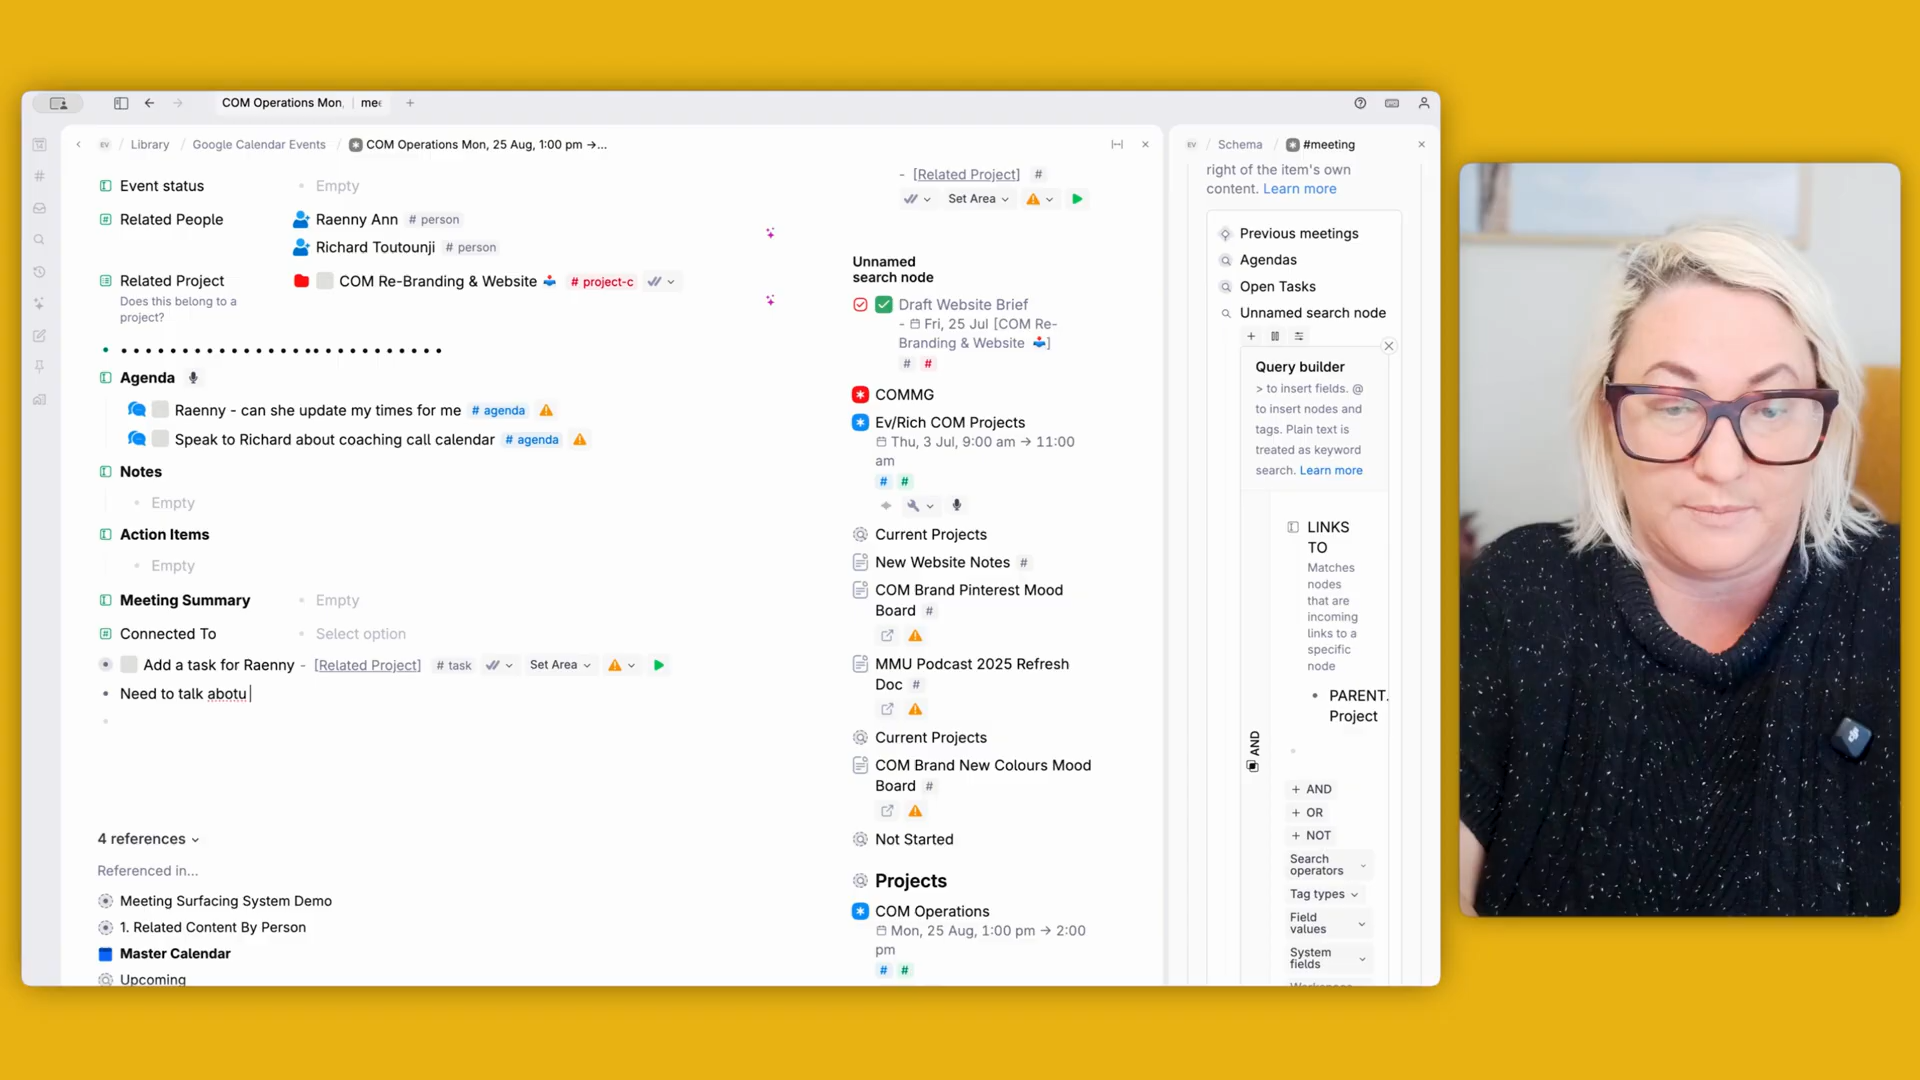 COM Operations Mon, | mee +
EV / Library / Google Calendar Events / COM Operations Mon, 25 Aug, 1:00 pm →...
Event status • Empty
Related People Raenny Ann # person
Richard Toutounji # person
Related Project COM Re-Branding & Website # project-c
Does this belong to a
project?
Agenda
Raenny - can she update my times for me # agenda
Speak to Richard about coaching call calendar # agenda
Notes
• Empty
Action Items
• Empty
Meeting Summary • Empty
Connected To • Select option
Add a task for Raenny - [Related Project] # task Set Area
• Need to talk abotu
4 references
Referenced in...
Meeting Surfacing System Demo
1. Related Content By Person
Master Calendar
Upcoming
- [Related Project] #
Set Area
Unnamed
search node
Draft Website Brief
- Fri, 25 Jul [COM Re-
Branding & Website ]
# #
COMMG
Ev/Rich COM Projects
Thu, 3 Jul, 9:00 am → 11:00
am
# #
Current Projects
New Website Notes #
COM Brand Pinterest Mood
Board #
MMU Podcast 2025 Refresh
Doc #
Current Projects
COM Brand New Colours Mood
Board #
Not Started
Projects
COM Operations
Mon, 25 Aug, 1:00 pm → 2:00
pm
# #
EV / Schema / #meeting
right of the item's own
content. Learn more
Previous meetings
Agendas
Open Tasks
Unnamed search node
Query builder
> to insert fields. @
to insert nodes and
tags. Plain text is
treated as keyword
search. Learn more
LINKS
TO
Matches
nodes
that are
incoming
links to a
specific
node
• PARENT.
Project
AND
+ AND
+ OR
+ NOT
Search
operators
Tag types
Field
values
System
fields